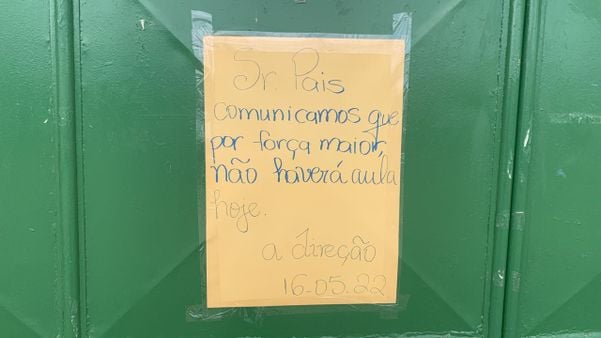 Sr. Pais
comunicamos que
por força maior,
não haverá aula
hoje.
a direção
16-05.22